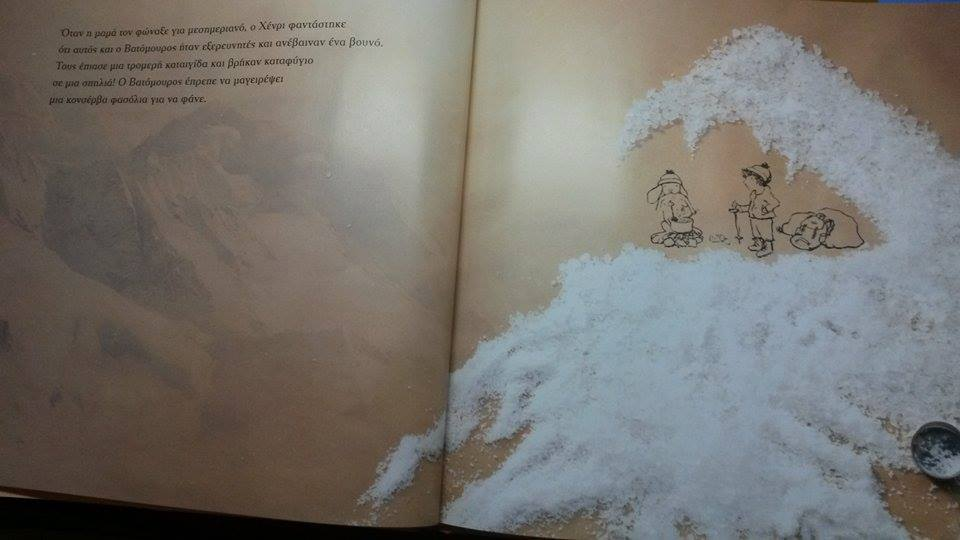 Όταν η μαμά τον φώναξε για μεσημεριανό, ο Χένρι φαντάστηκε
ότι αυτός και ο Βατόμουρος ήταν εξερευνητές και ανέβαιναν ένα βουνό.
Τους έπιασε μια τρομερή καταιγίδα και βρήκαν καταφύγιο
σε μια σπηλιά! Ο Βατόμουρος έπρεπε να μαγειρέψει
μια κονσέρβα φασόλια για να φάνε.